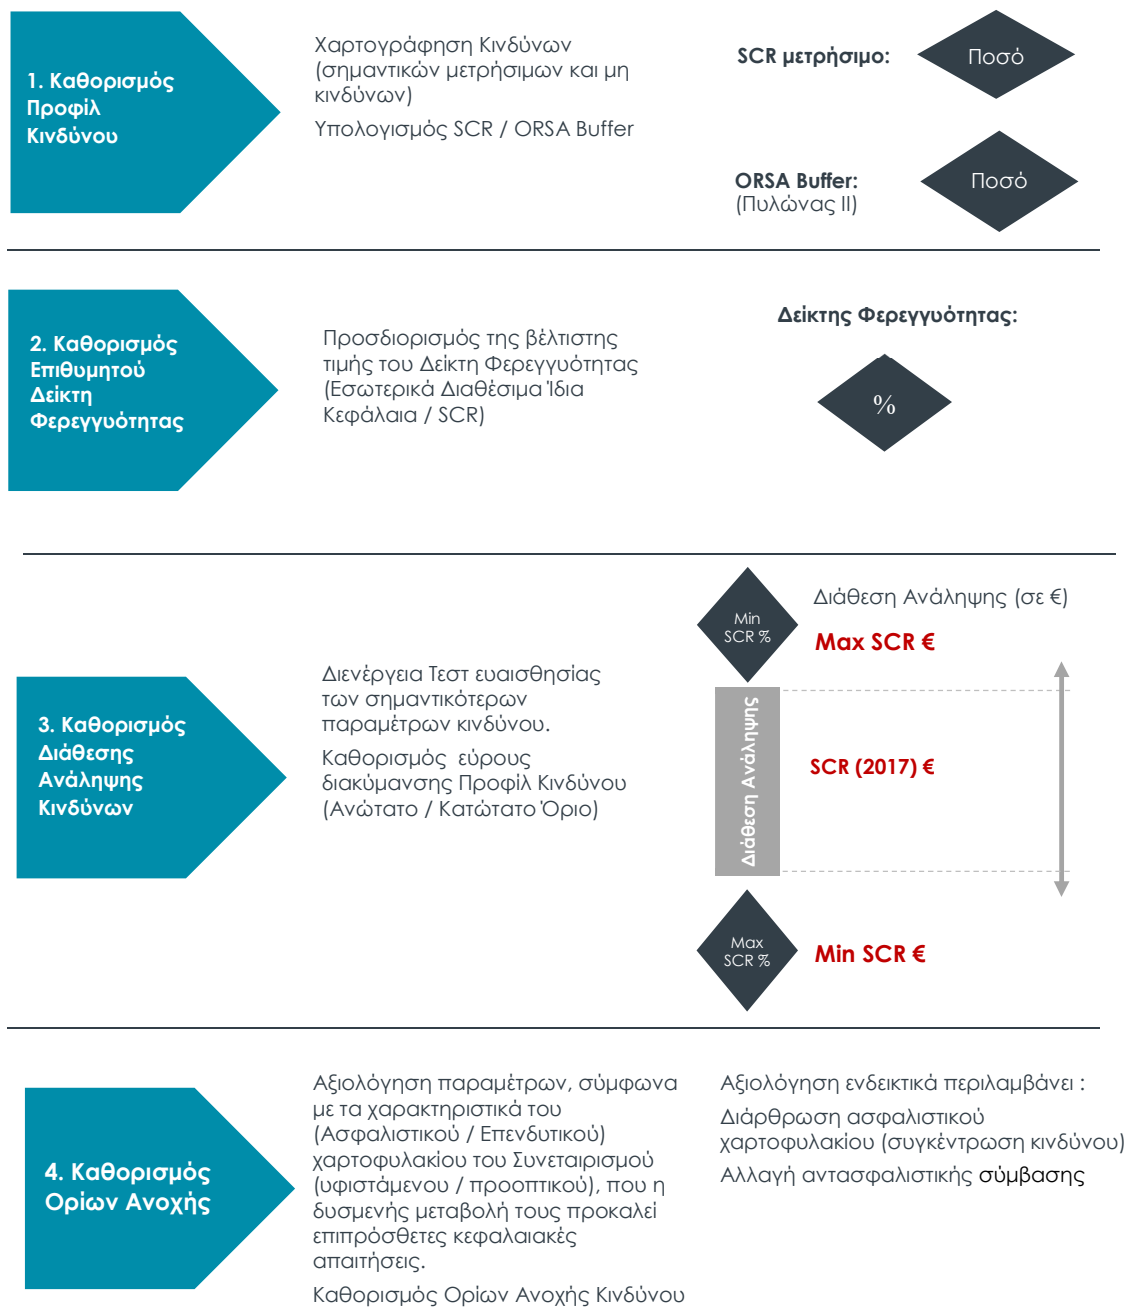 1. Καθορισμός
Προφίλ
Κινδύνου
Χαρτογράφηση Κινδύνων
(σημαντικών μετρήσιμων και μη
κινδύνων)
Υπολογισμός SCR / ORSA Buffer
SCR μετρήσιμο:
Ποσό
ORSA Buffer:
(Πυλώνας II)
Ποσό
2. Καθορισμός
Επιθυμητού
Δείκτη
Φερεγγυότητας
Προσδιορισμός της βέλτιστης
τιμής του Δείκτη Φερεγγυότητας
(Εσωτερικά Διαθέσιμα Ίδια
Κεφάλαια / SCR)
Δείκτης Φερεγγυότητας:
%
3. Καθορισμός
Διάθεσης
Ανάληψης
Κινδύνων
Διενέργεια Τεστ ευαισθησίας
των σημαντικότερων
παραμέτρων κινδύνου.
Καθορισμός εύρους
διακύμανσης Προφίλ Κινδύνου
(Ανώτατο / Κατώτατο Όριο)
Min
SCR %
Διάθεση Ανάληψης (σε €)
Max SCR €
Διάθεση Ανάληψης
SCR (2017) €
Max
SCR %
Min SCR €
4. Καθορισμός
Ορίων Ανοχής
Αξιολόγηση παραμέτρων, σύμφωνα
με τα χαρακτηριστικά του
(Ασφαλιστικού / Επενδυτικού)
χαρτοφυλακίου του Συνεταιρισμού
(υφιστάμενου / προοπτικού), που η
δυσμενής μεταβολή τους προκαλεί
επιπρόσθετες κεφαλαιακές
απαιτήσεις.
Καθορισμός Ορίων Ανοχής Κινδύνου
Αξιολόγηση ενδεικτικά περιλαμβάνει :
Διάρθρωση ασφαλιστικού
χαρτοφυλακίου (συγκέντρωση κινδύνου)
Αλλαγή αντασφαλιστικής σύμβασης